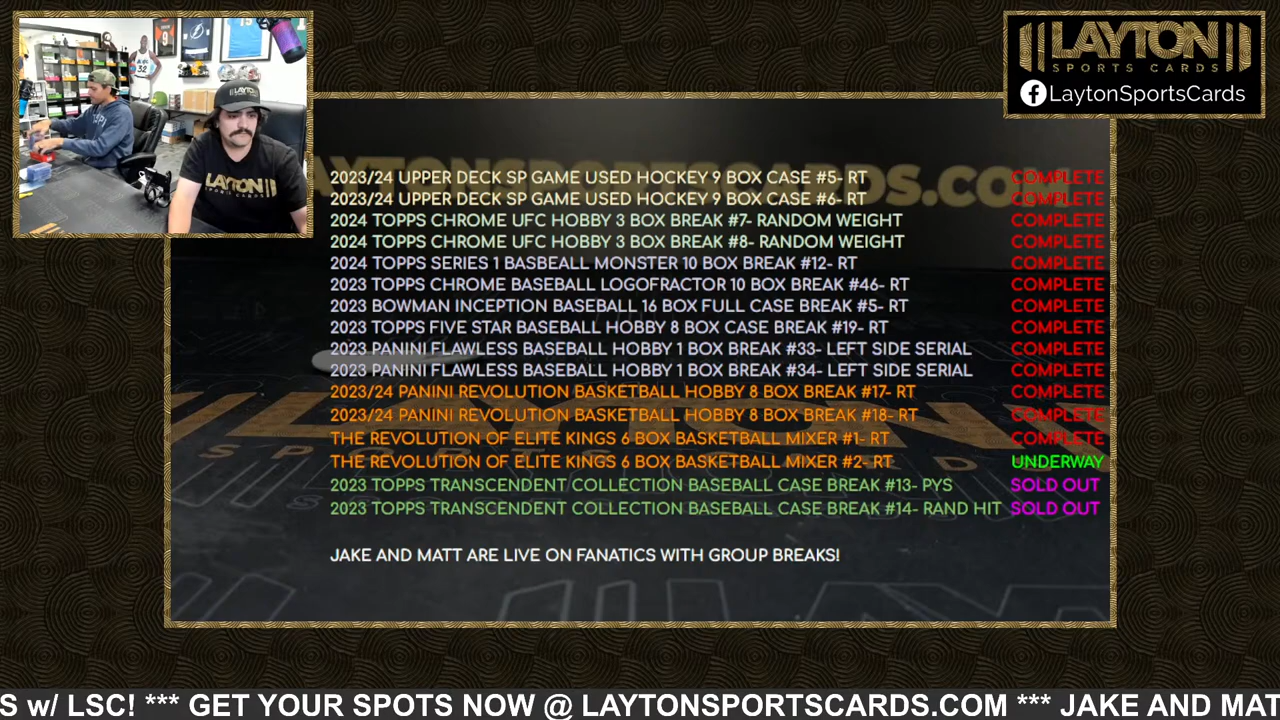 LAYTON
SPORTS CARDS
LaytonSportsCards
LAYTONSPORTSCARDS.COM
2023/24 UPPER DECK SP GAME USED HOCKEY 9 BOX CASE #5- RT COMPLETE
2023/24 UPPER DECK SP GAME USED HOCKEY 9 BOX CASE #6- RT COMPLETE
2024 TOPPS CHROME UFC HOBBY 3 BOX BREAK #7- RANDOM WEIGHT COMPLETE
2024 TOPPS CHROME UFC HOBBY 3 BOX BREAK #8- RANDOM WEIGHT COMPLETE
2024 TOPPS SERIES 1 BASBEALL MONSTER 10 BOX BREAK #12- RT COMPLETE
2023 TOPPS CHROME BASEBALL LOGOFRACTOR 10 BOX BREAK #46- RT COMPLETE
2023 BOWMAN INCEPTION BASEBALL 16 BOX FULL CASE BREAK #5- RT COMPLETE
2023 TOPPS FIVE STAR BASEBALL HOBBY 8 BOX CASE BREAK #19- RT COMPLETE
2023 PANINI FLAWLESS BASEBALL HOBBY 1 BOX BREAK #33- LEFT SIDE SERIAL COMPLETE
2023 PANINI FLAWLESS BASEBALL HOBBY 1 BOX BREAK #34- LEFT SIDE SERIAL COMPLETE
2023/24 PANINI REVOLUTION BASKETBALL HOBBY 8 BOX BREAK #17- RT COMPLETE
2023/24 PANINI REVOLUTION BASKETBALL HOBBY 8 BOX BREAK #18- RT COMPLETE
THE REVOLUTION OF ELITE KINGS 6 BOX BASKETBALL MIXER #1- RT COMPLETE
THE REVOLUTION OF ELITE KINGS 6 BOX BASKETBALL MIXER #2- RT UNDERWAY
2023 TOPPS TRANSCENDENT COLLECTION BASEBALL CASE BREAK #13- PYS SOLD OUT
2023 TOPPS TRANSCENDENT COLLECTION BASEBALL CASE BREAK #14- RAND HIT SOLD OUT
JAKE AND MATT ARE LIVE ON FANATICS WITH GROUP BREAKS!
S w/ LSC! *** GET YOUR SPOTS NOW @ LAYTONSPORTSCARDS.COM *** JAKE AND MAT